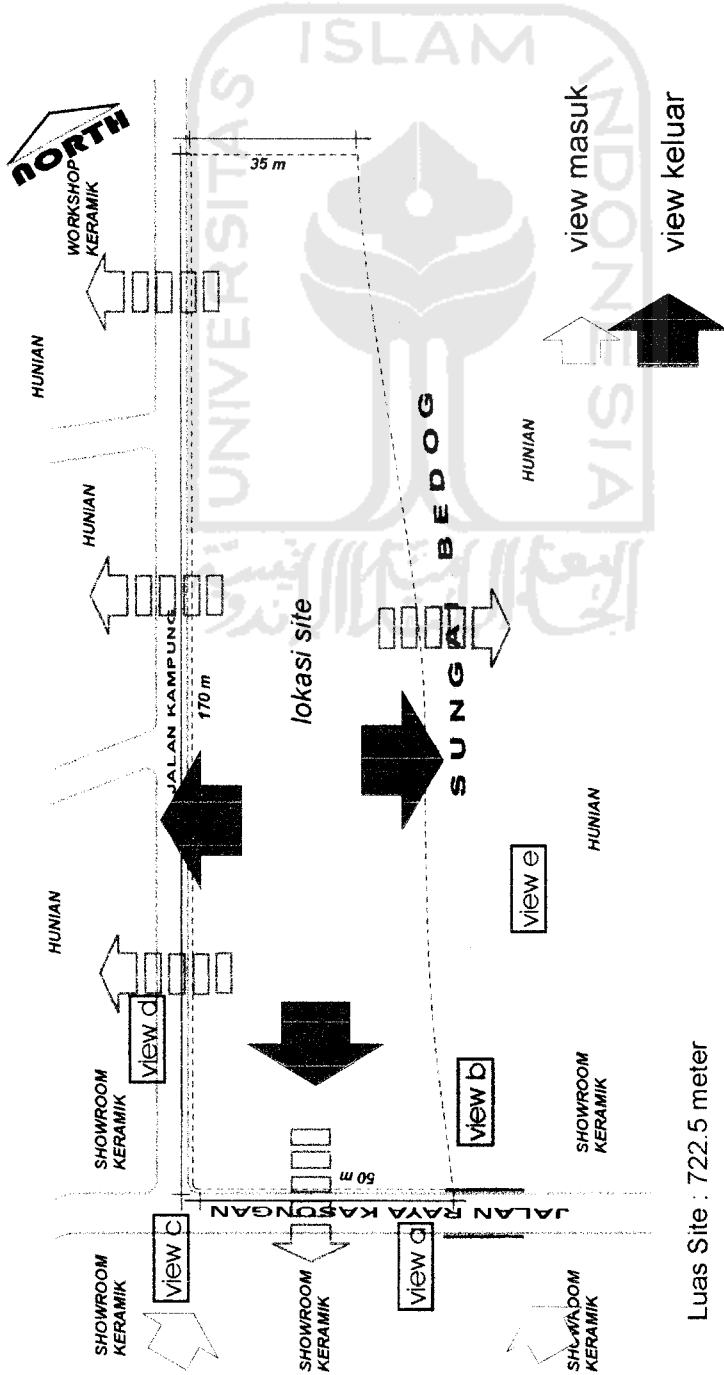 NORTH
WORKSHOP
KERAMIK
HUNIAN
HUNIAN
HUNIAN
SHOWROOM
KERAMIK
SHOWROOM
KERAMIK
view d
view c
JALAN KAMPUNG
170 m
35 m
lokasi site
50 m
JALAN RAYA KASONGAN
SHOWROOM
KERAMIK
view a
view b
view e
SUNGAI BEDOG
HUNIAN
HUNIAN
SHOWROOM
KERAMIK
SHOWROOM
KERAMIK
view masuk
view keluar
Luas Site : 722.5 meter
UNIVERSITAS
ISLAM
INDONESIA